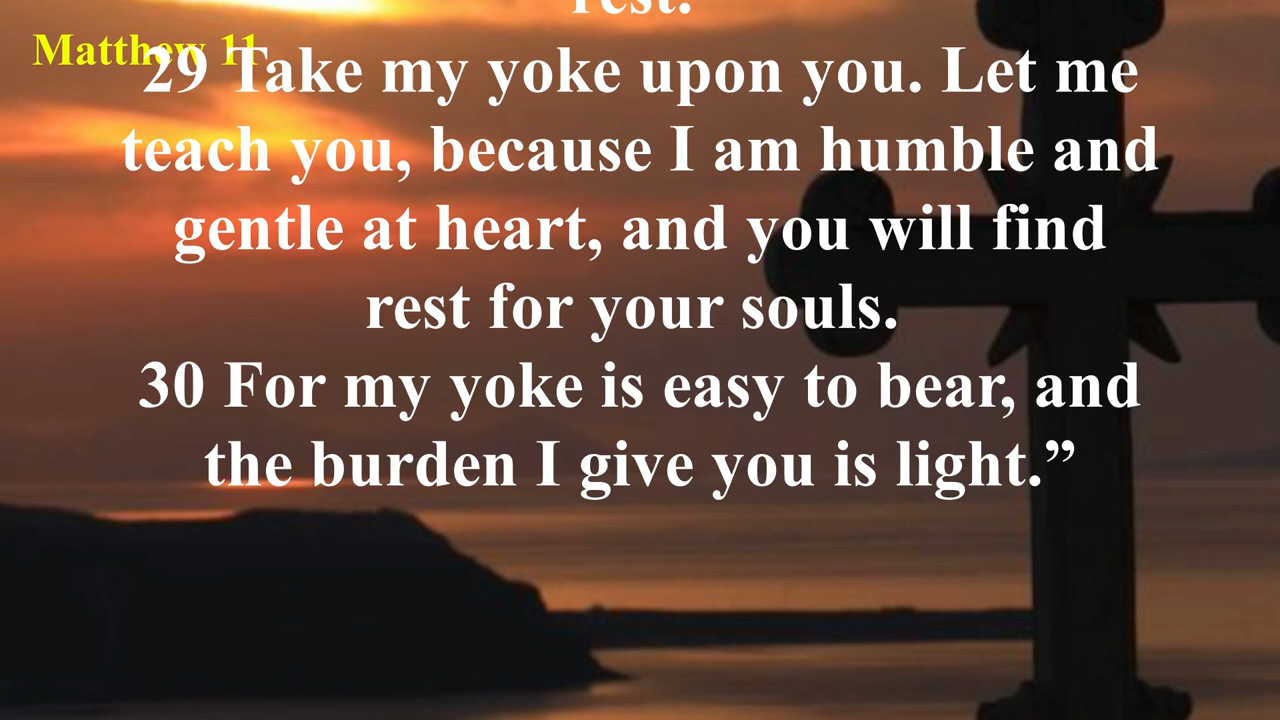 rest.
Matthew 11
29 Take my yoke upon you. Let me
teach you, because I am humble and
gentle at heart, and you will find
rest for your souls.
30 For my yoke is easy to bear, and
the burden I give you is light.”